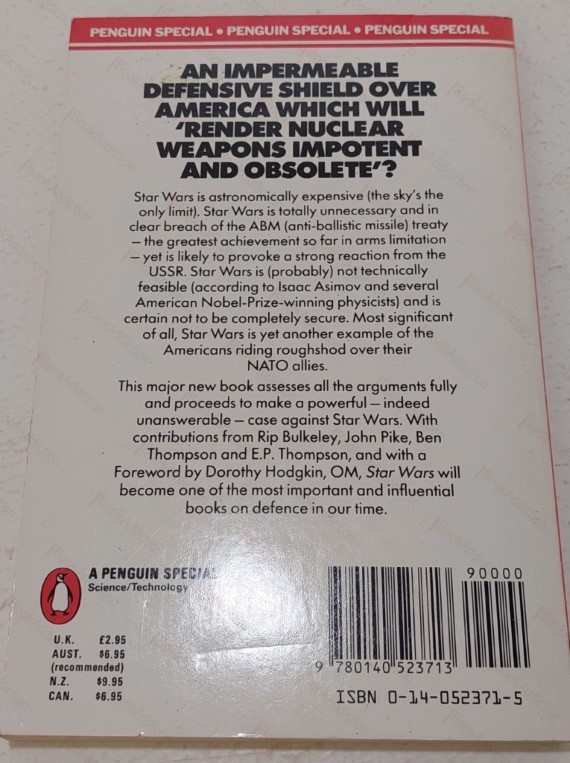 PENGUIN SPECIAL • PENGUIN SPECIAL • PENGUIN SPECIAL
AN IMPERMEABLE
DEFENSIVE SHIELD OVER
AMERICA WHICH WILL
‘RENDER NUCLEAR
WEAPONS IMPOTENT
AND OBSOLETE’?
Star Wars is astronomically expensive (the sky's the
only limit). Star Wars is totally unnecessary and in
clear breach of the ABM (anti-ballistic missile) treaty
– the greatest achievement so far in arms limitation
– yet is likely to provoke a strong reaction from the
USSR. Star Wars is (probably) not technically
feasible (according to Isaac Asimov and several
American Nobel-Prize-winning physicists) and is
certain not to be completely secure. Most significant
of all, Star Wars is yet another example of the
Americans riding roughshod over their
NATO allies.
This major new book assesses all the arguments fully
and proceeds to make a powerful – indeed
unanswerable – case against Star Wars. With
contributions from Rip Bulkeley, John Pike, Ben
Thompson and E.P. Thompson, and with a
Foreword by Dorothy Hodgkin, OM, Star Wars will
become one of the most important and influential
books on defence in our time.
A PENGUIN SPECIAL
Science/Technology
U.K. £2.95
AUST. $6.95
(recommended)
N.Z. $9.95
CAN. $6.95
90000
9 780140 523713
ISBN 0-14-052371-5